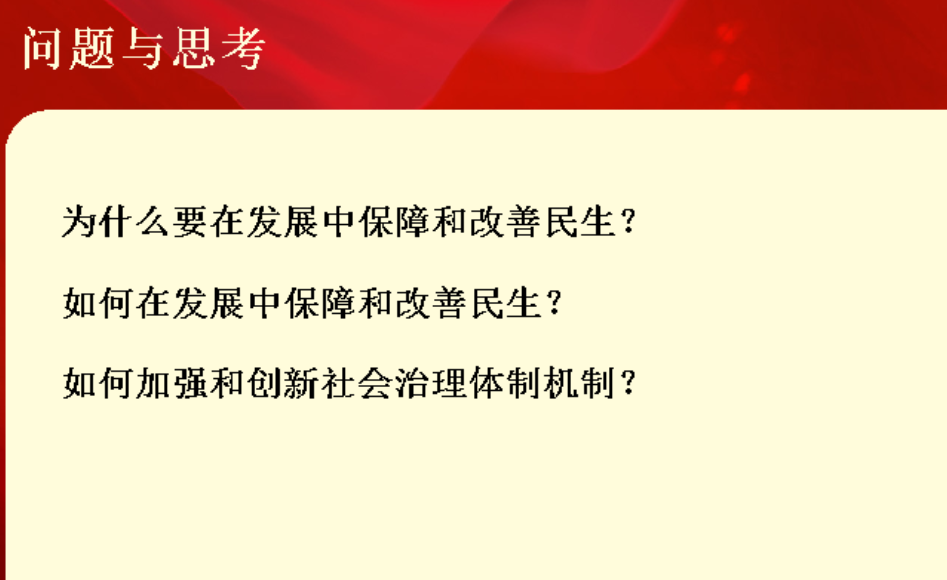 问题与思考
为什么要在发展中保障和改善民生？
如何在发展中保障和改善民生？
如何加强和创新社会治理体制机制？